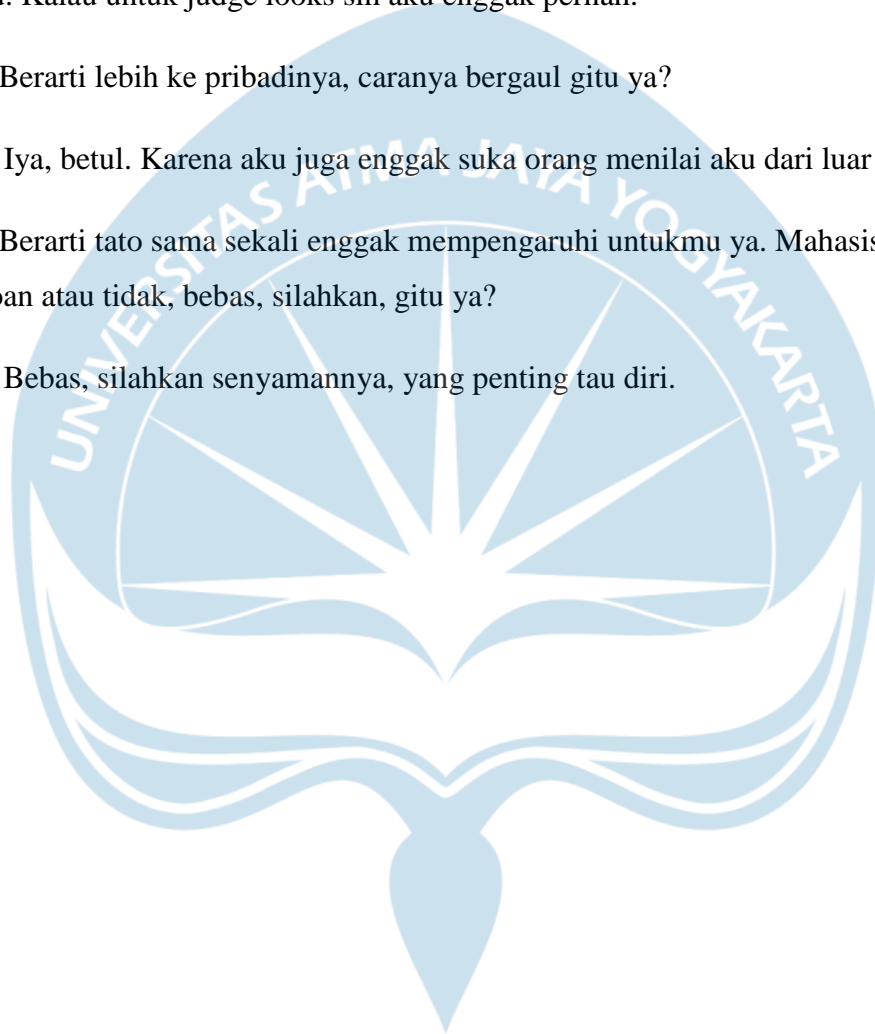 Kalau untuk judge looks sih aku enggak pernah.
Berarti lebih ke pribadinya, caranya bergaul gitu ya?
Iya, betul. Karena aku juga enggak suka orang menilai aku dari luar
Berarti tato sama sekali enggak mempengaruhi untukmu ya. Mahasis
an atau tidak, bebas, silahkan, gitu ya?
Bebas, silahkan senyamannya, yang penting tau diri.
UNIVERSITAS ATMA JAYA YOGYAKARTA